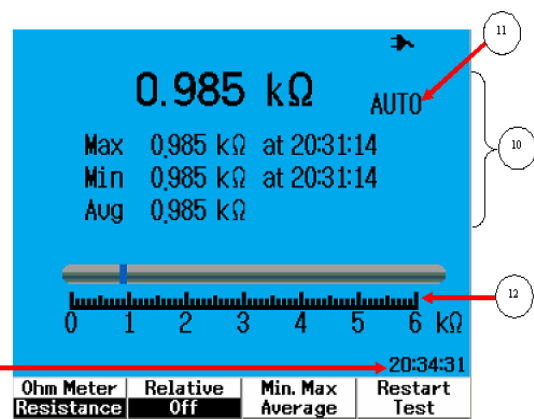 11
0.985 kΩ
AUTO
10
Max 0.985 kΩ at 20:31:14
Min 0.985 kΩ at 20:31:14
Avg 0.985 kΩ
12
0 1 2 3 4 5 6 kΩ
20:34:31
Ohm Meter Relative Min. Max Restart
Resistance Off Average Test